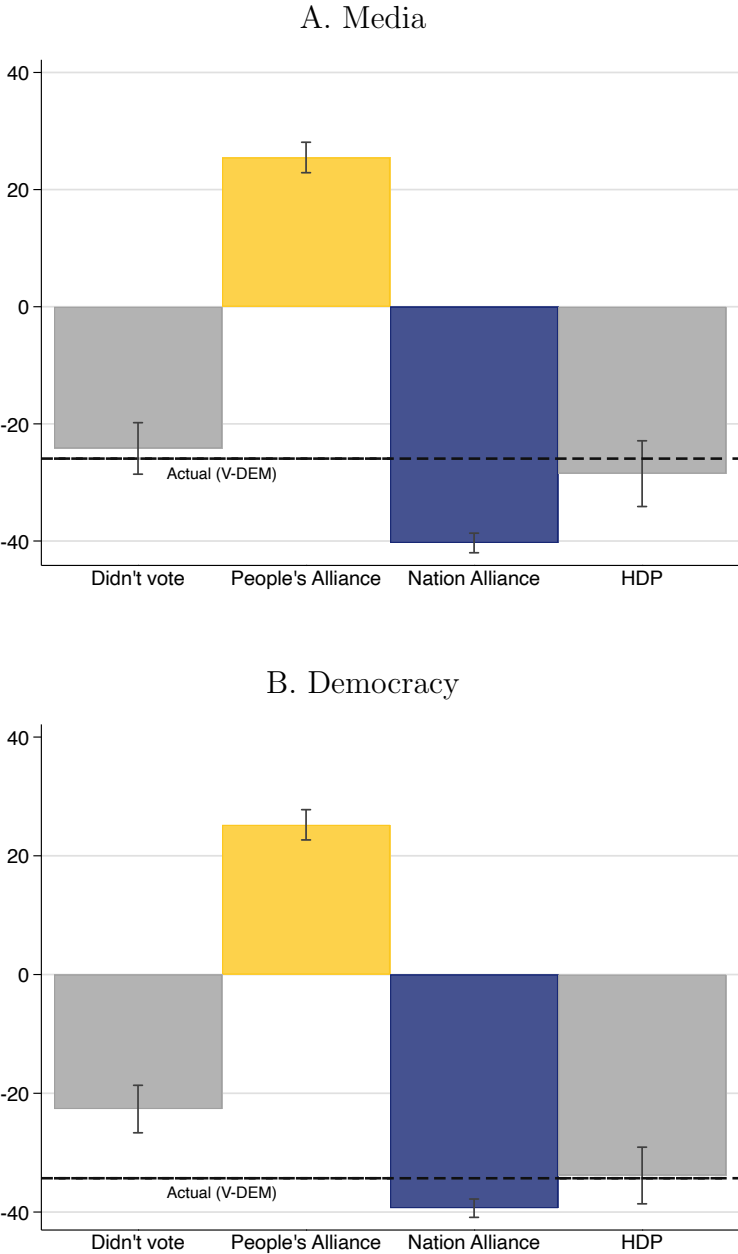 A. Media
40
20
0
-20
Actual (V-DEM)
-40
Didn't vote People's Alliance Nation Alliance HDP
B. Democracy
40
20
0
-20
Actual (V-DEM)
-40
Didn't vote People's Alliance Nation Alliance HDP